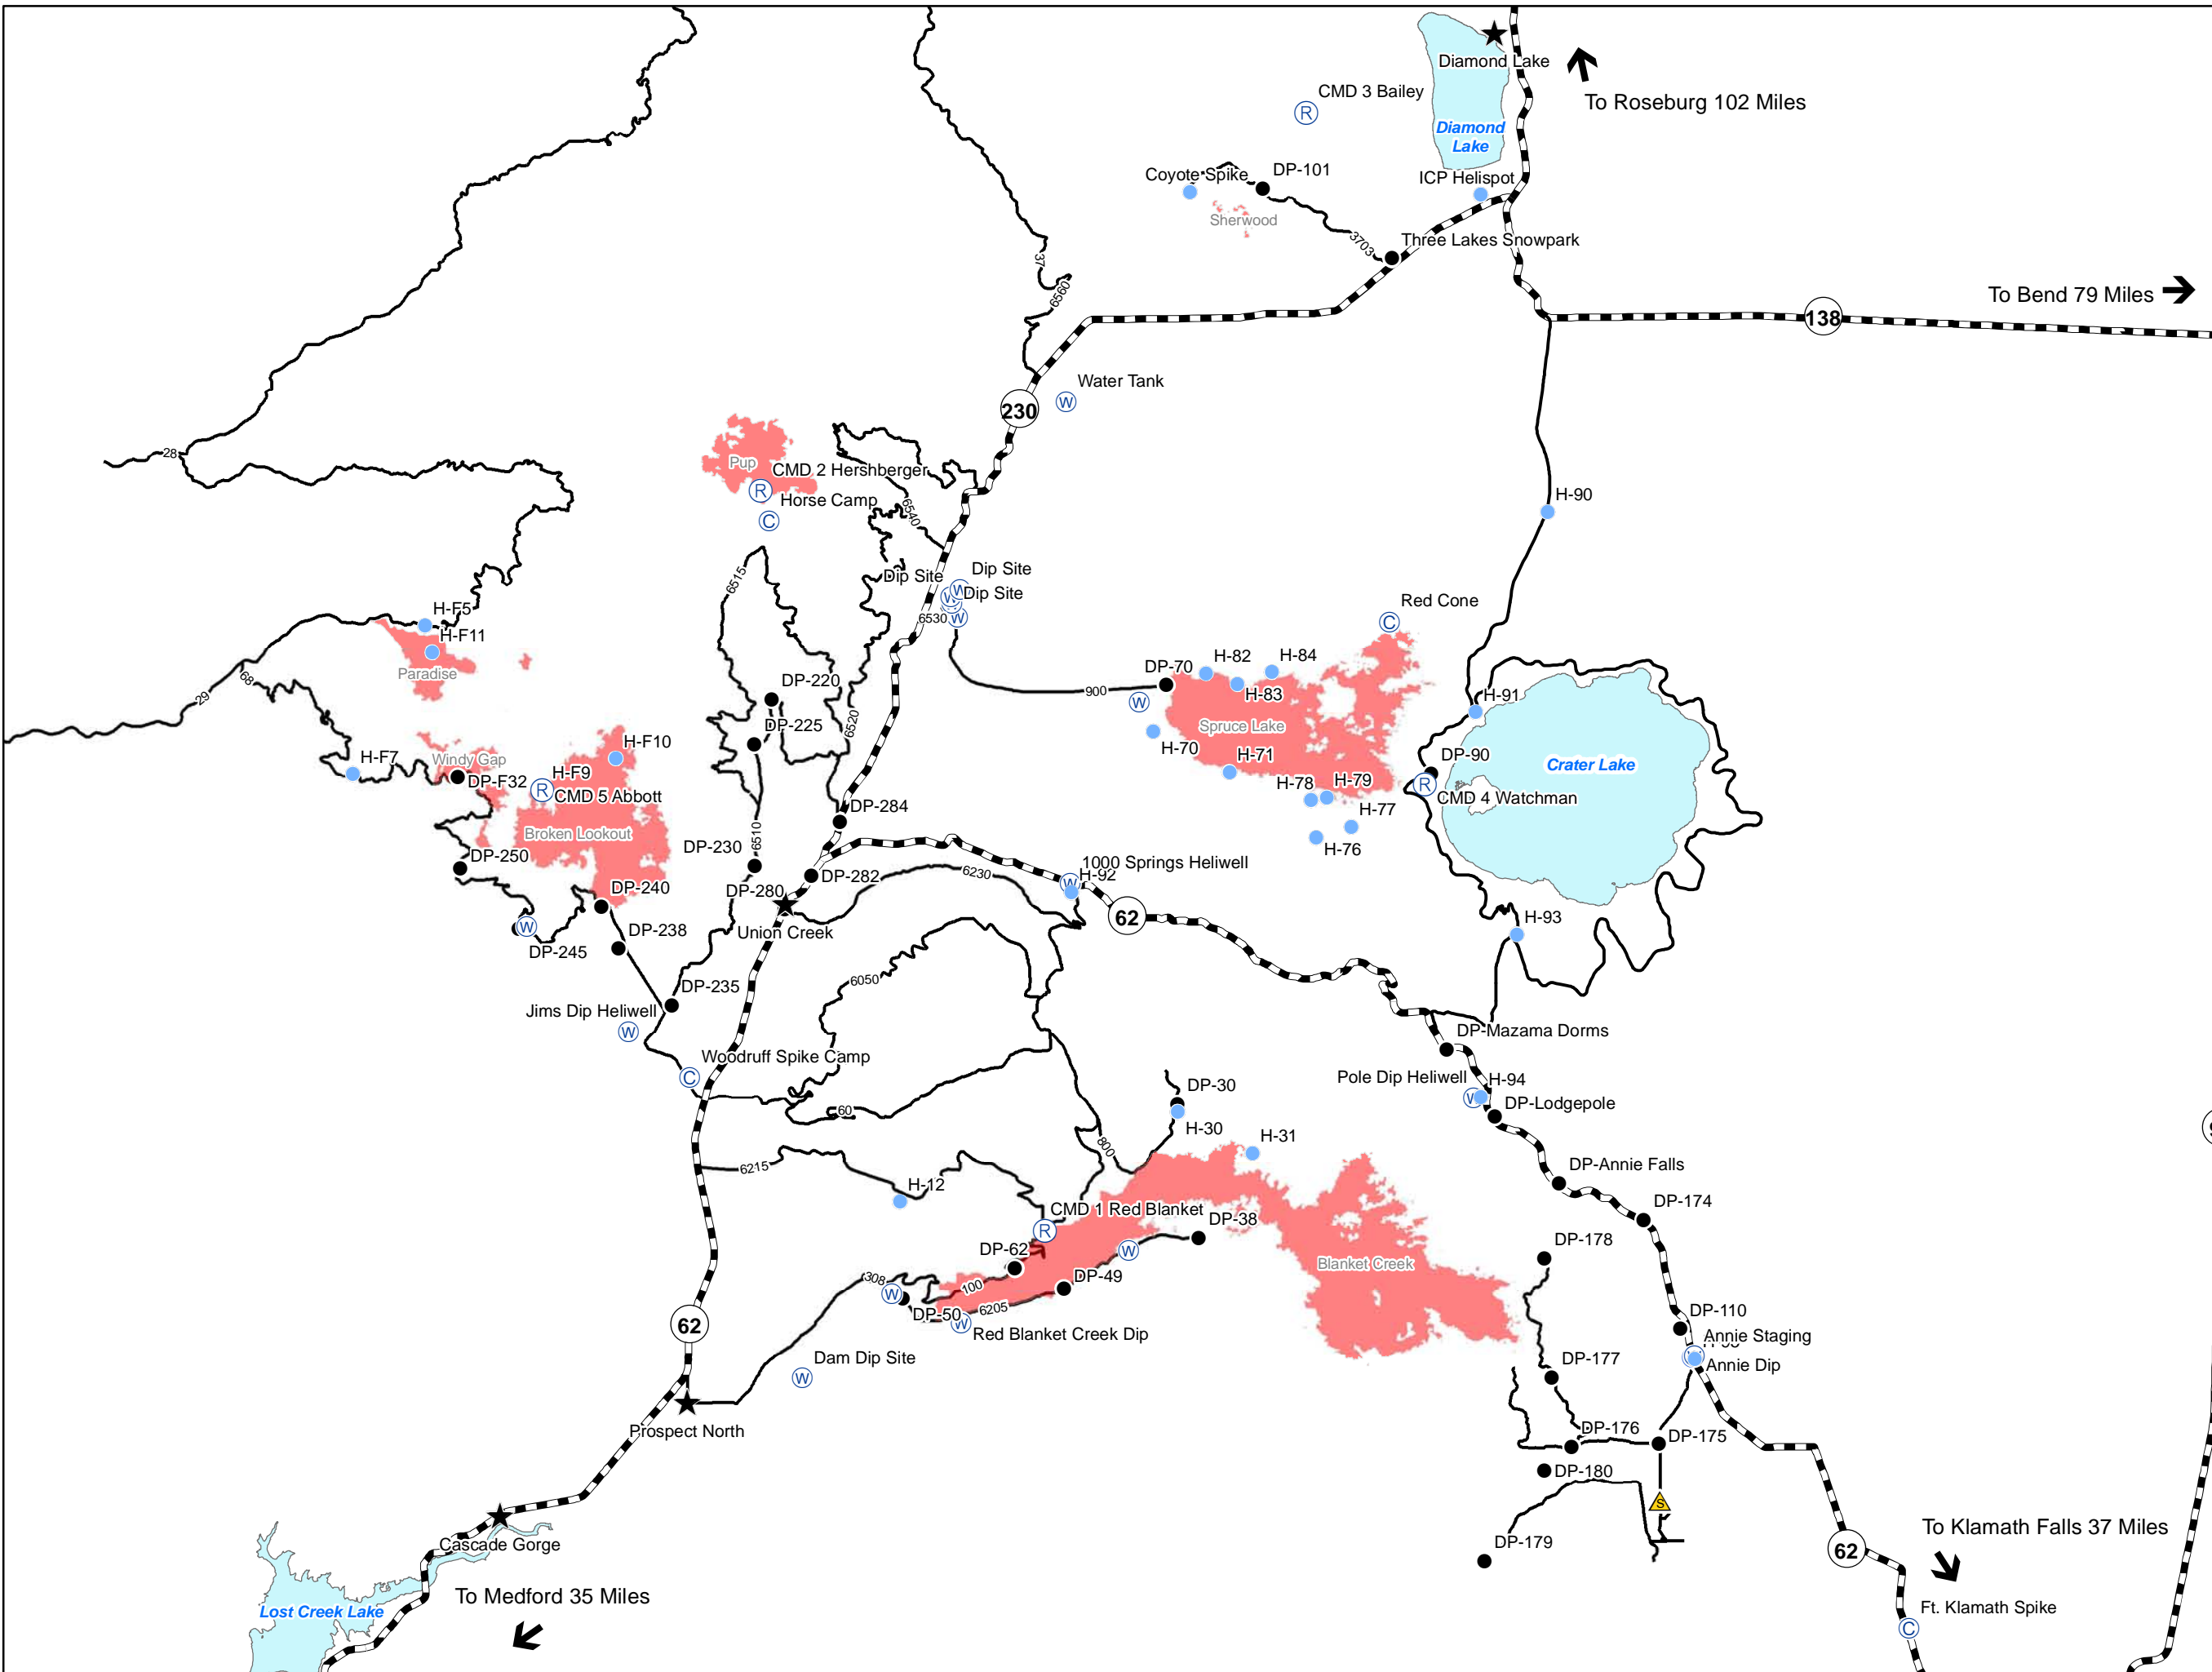 Diamond Lake
To Roseburg 102 Miles
CMD 3 Bailey
R
Diamond
Lake
Coyote Spike
DP-101
ICP Helispot
Sherwood
3703
Three Lakes Snowpark
37
6560
To Bend 79 Miles
138
Water Tank
W
230
28
Pup
CMD 2 Hershberger
R
Horse Camp
C
6540
H-90
6515
Dip Site
Dip Site
W
W
Dip Site
6530
W
H-F5
H-F11
Paradise
Red Cone
C
68
29
DP-220
DP-70
H-82
H-84
H-83
900
W
H-91
DP-225
6520
Spruce Lake
H-70
H-71
H-F10
Windy Gap
H-F7
H-F9
DP-F32
R
CMD 5 Abbott
DP-90
Crater Lake
H-78
H-79
R
CMD 4 Watchman
H-77
H-76
DP-284
Broken Lookout
DP-250
DP-230
6510
1000 Springs Heliwell
W
H-92
6230
DP-282
DP-280
DP-240
62
H-93
W
DP-245
DP-238
Union Creek
6050
DP-235
Jims Dip Heliwell
W
DP-Mazama Dorms
Woodruff Spike Camp
C
60
DP-30
H-30
Pole Dip Heliwell
W
H-94
DP-Lodgepole
800
H-31
6215
DP-Annie Falls
H-12
DP-174
CMD 1 Red Blanket
R
DP-38
DP-62
W
Blanket Creek
DP-178
308
100
DP-49
W
DP-50
6205
W
Red Blanket Creek Dip
DP-110
Annie Staging
Annie Dip
62
Dam Dip Site
W
DP-177
Prospect North
DP-176
DP-175
DP-180
S
Cascade Gorge
DP-179
To Klamath Falls 37 Miles
62
To Medford 35 Miles
Lost Creek Lake
Ft. Klamath Spike
C